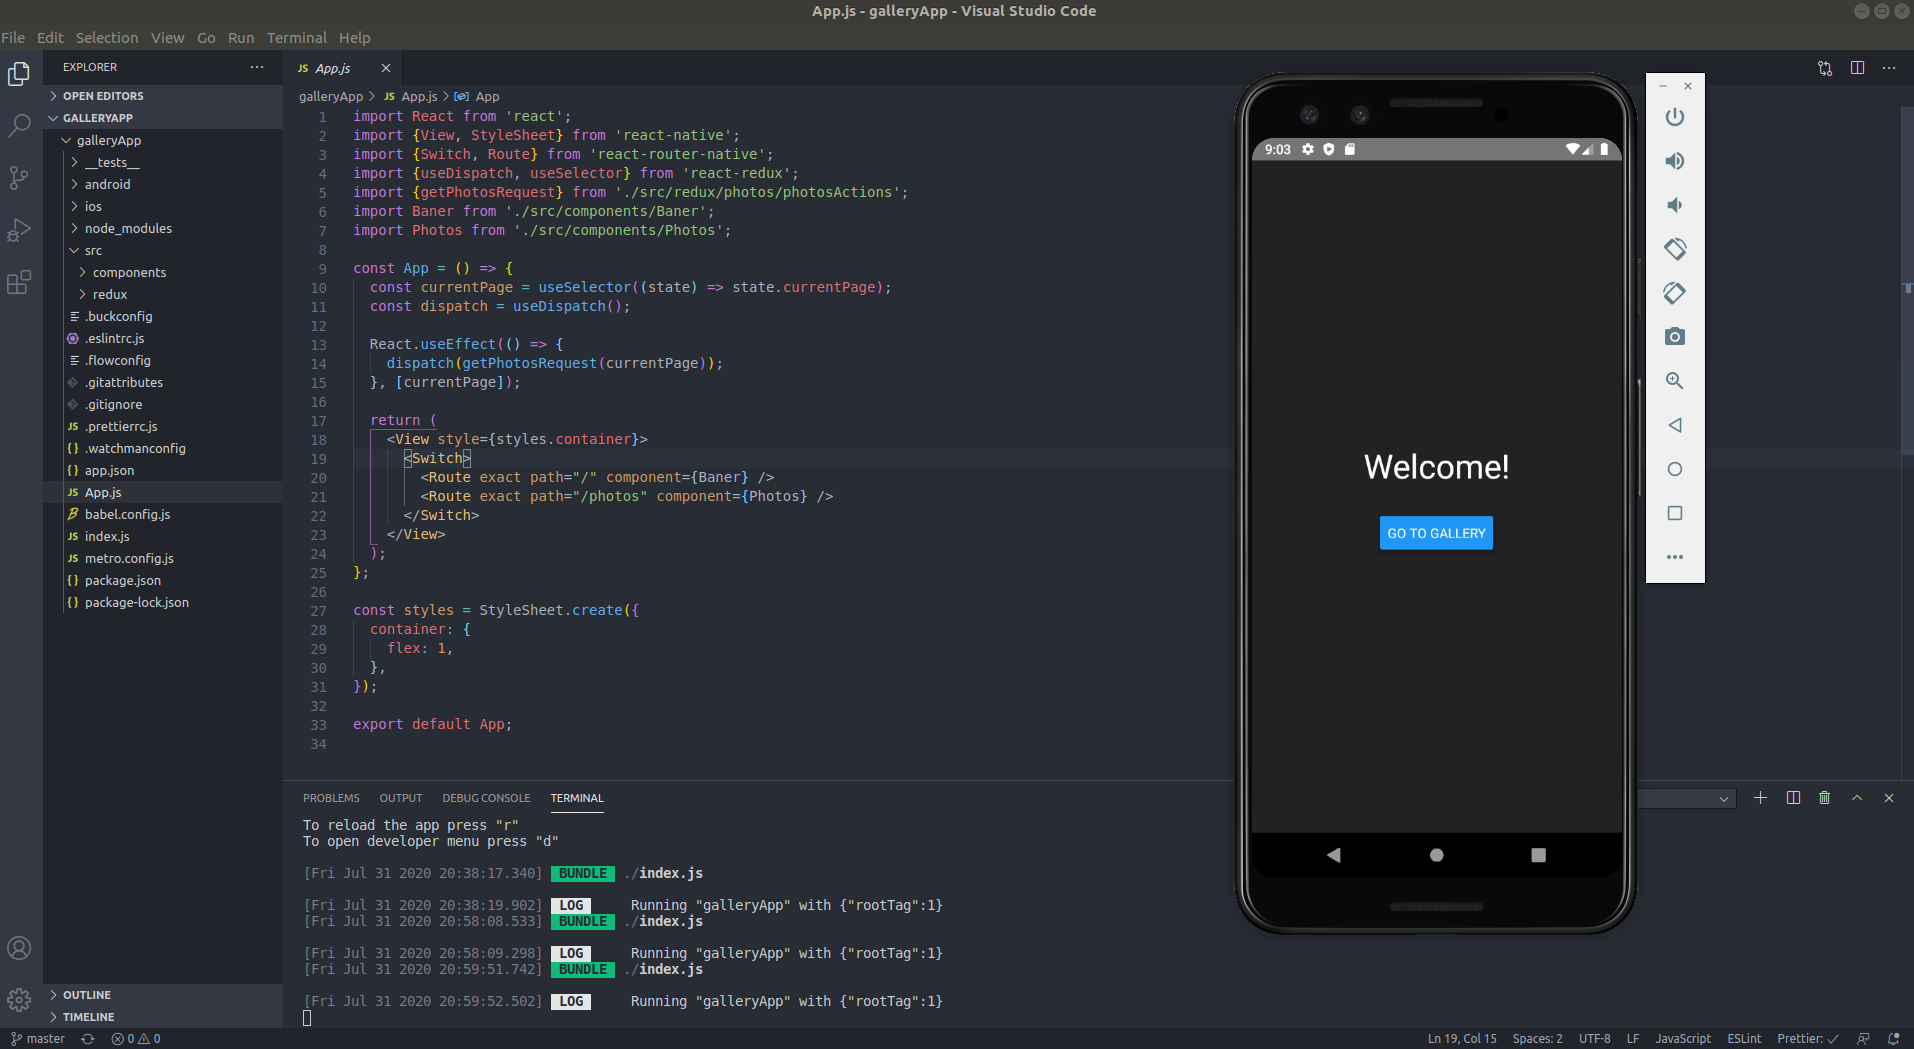 App.js - galleryApp - Visual Studio Code
File Edit Selection View Go Run Terminal Help
EXPLORER
OPEN EDITORS
GALLERYAPP
galleryApp
__tests__
android
ios
node_modules
src
components
redux
.buckconfig
.eslintrc.js
.flowconfig
.gitattributes
.gitignore
JS .prettierrc.js
{} .watchmanconfig
{} app.json
JS App.js
babel.config.js
JS index.js
JS metro.config.js
{} package.json
{} package-lock.json
OUTLINE
TIMELINE
JS App.js
galleryApp > JS App.js > App
1 import React from 'react';
2 import {View, StyleSheet} from 'react-native';
3 import {Switch, Route} from 'react-router-native';
4 import {useDispatch, useSelector} from 'react-redux';
5 import {getPhotosRequest} from './src/redux/photos/photosActions';
6 import Baner from './src/components/Baner';
7 import Photos from './src/components/Photos';
8
9 const App = () => {
10 const currentPage = useSelector((state) => state.currentPage);
11 const dispatch = useDispatch();
12
13 React.useEffect(() => {
14 dispatch(getPhotosRequest(currentPage));
15 }, [currentPage]);
16
17 return (
18 <View style={styles.container}>
19 <Switch>
20 <Route exact path="/" component={Baner} />
21 <Route exact path="/photos" component={Photos} />
22 </Switch>
23 </View>
24 );
25 };
26
27 const styles = StyleSheet.create({
28 container: {
29 flex: 1,
30 },
31 });
32
33 export default App;
34
9:03
Welcome!
GO TO GALLERY
PROBLEMS OUTPUT DEBUG CONSOLE TERMINAL
To reload the app press "r"
To open developer menu press "d"
[Fri Jul 31 2020 20:38:17.340] BUNDLE ./index.js
[Fri Jul 31 2020 20:38:19.902] LOG Running "galleryApp" with {"rootTag":1}
[Fri Jul 31 2020 20:58:08.533] BUNDLE ./index.js
[Fri Jul 31 2020 20:58:09.298] LOG Running "galleryApp" with {"rootTag":1}
[Fri Jul 31 2020 20:59:51.742] BUNDLE ./index.js
[Fri Jul 31 2020 20:59:52.502] LOG Running "galleryApp" with {"rootTag":1}
master 0 0 Ln 19, Col 15 Spaces: 2 UTF-8 LF JavaScript ESLint Prettier: ✓